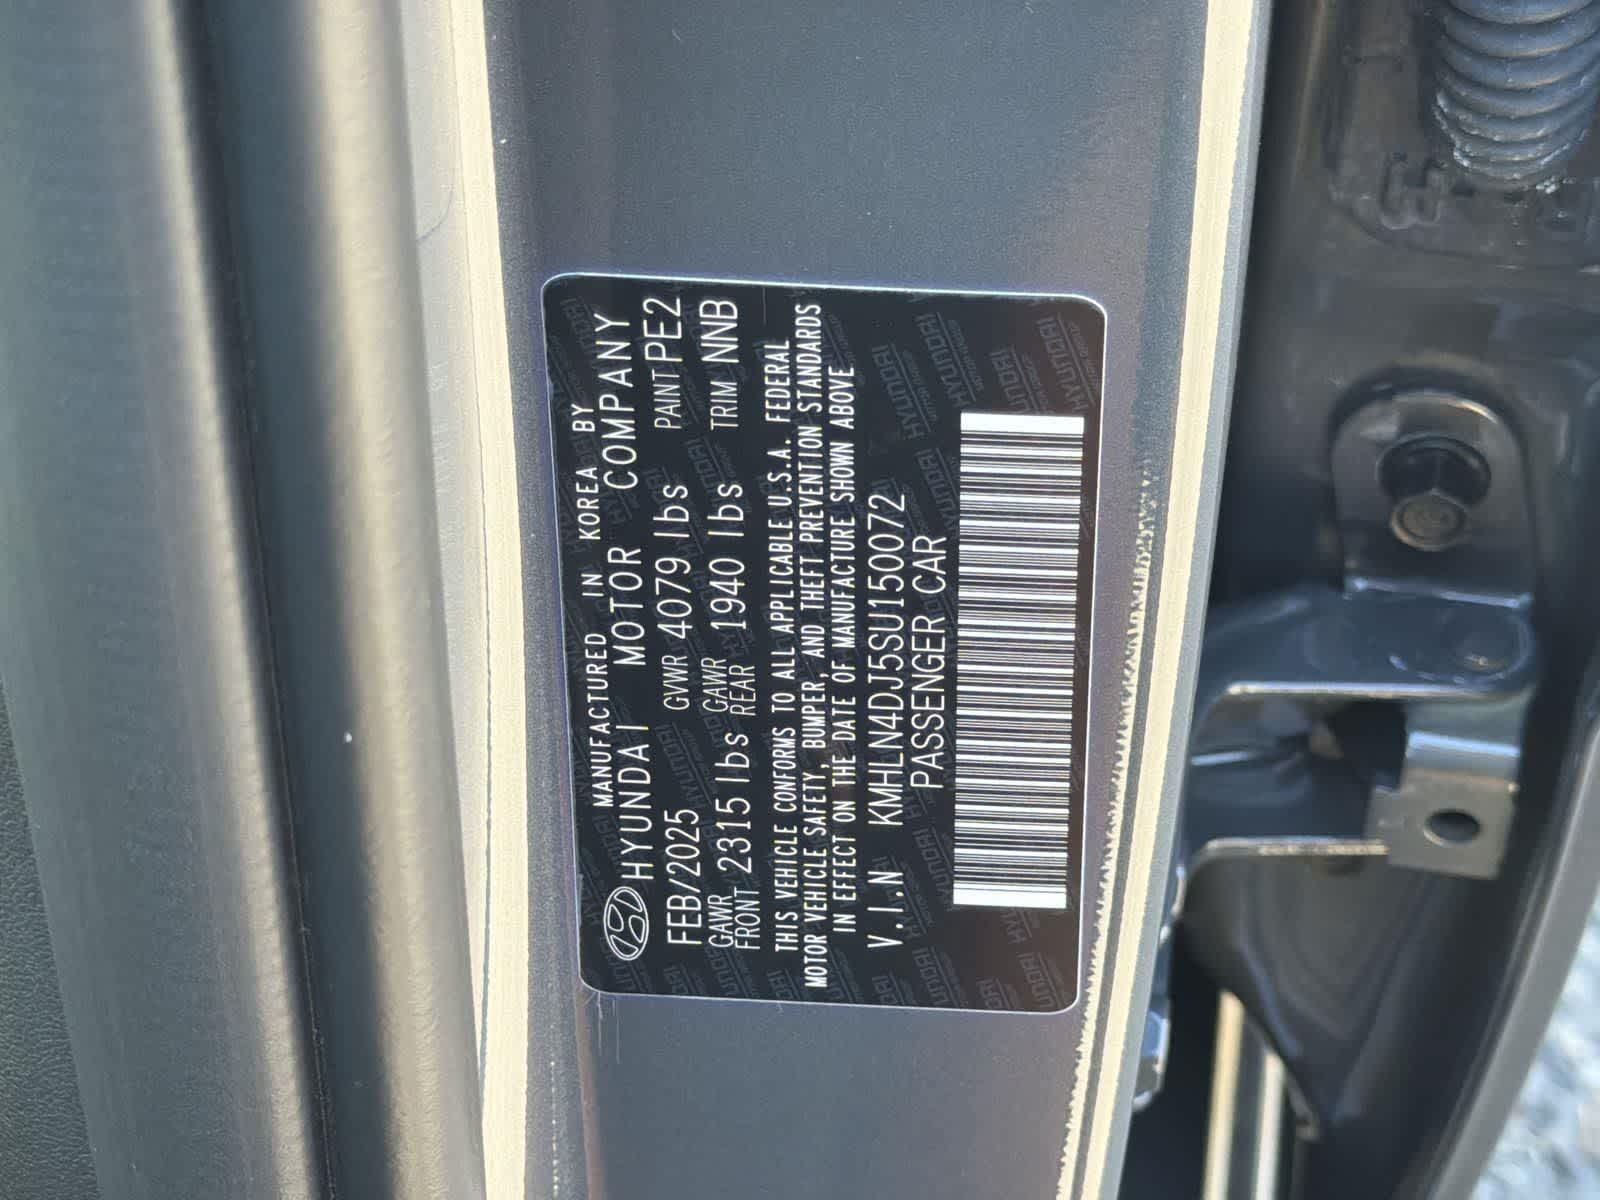 MANUFACTURED IN KOREA BY
HYUNDAI MOTOR COMPANY
FEB/2025 GVWR 4079 lbs PAINT PE2
GAWR FRONT 2315 lbs GAWR REAR 1940 lbs TRIM NNB
THIS VEHICLE CONFORMS TO ALL APPLICABLE U.S.A. FEDERAL
MOTOR VEHICLE SAFETY, BUMPER, AND THEFT PREVENTION STANDARDS
IN EFFECT ON THE DATE OF MANUFACTURE SHOWN ABOVE
V.I.N KMHLN4DJ5SU150072
PASSENGER CAR